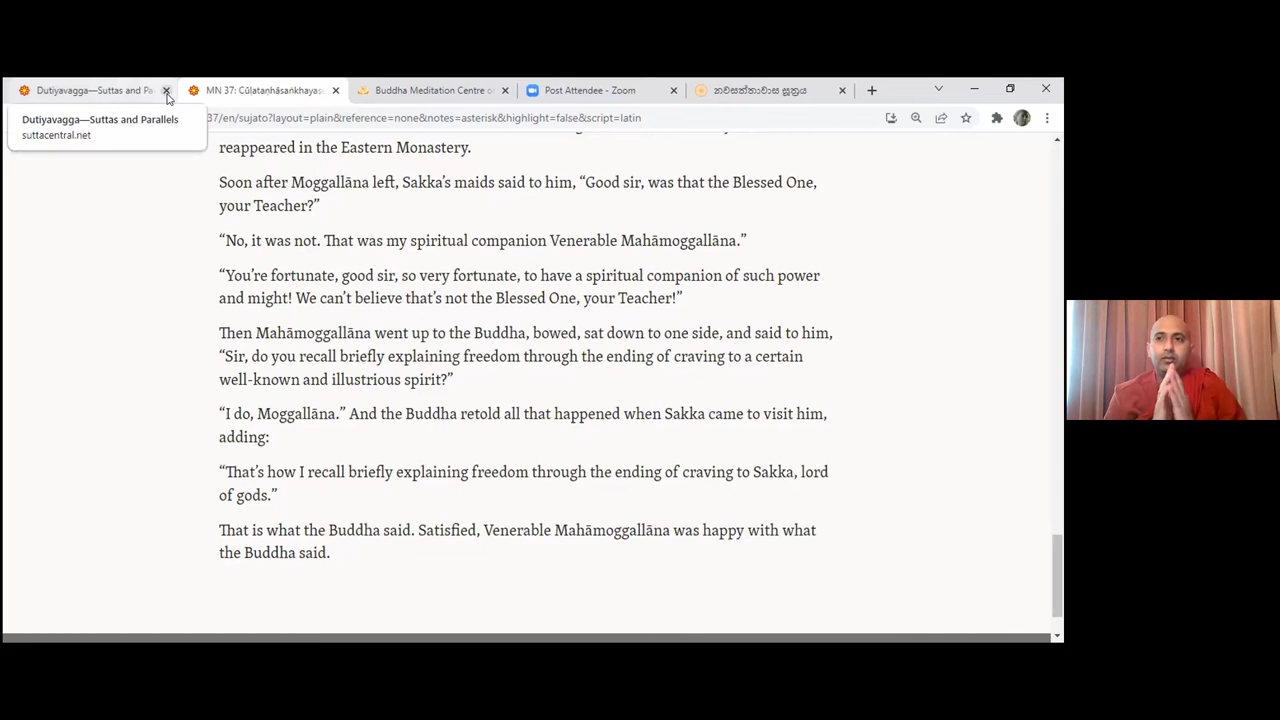 Dutiyavagga—Suttas and Pa
MN 37: Cūḷataṇhāsaṅkhayasu
Buddha Meditation Centre o
Post Attendee - Zoom
නවසන්තාවාස සූත්‍රය
Dutiyavagga—Suttas and Parallels
suttacentral.net
37/en/sujato?layout=plain&reference=none&notes=asterisk&highlight=false&script=latin
reappeared in the Eastern Monastery.
Soon after Moggallāna left, Sakka’s maids said to him, “Good sir, was that the Blessed One,
your Teacher?”
“No, it was not. That was my spiritual companion Venerable Mahāmoggallāna.”
“You’re fortunate, good sir, so very fortunate, to have a spiritual companion of such power
and might! We can’t believe that’s not the Blessed One, your Teacher!”
Then Mahāmoggallāna went up to the Buddha, bowed, sat down to one side, and said to him,
“Sir, do you recall briefly explaining freedom through the ending of craving to a certain
well-known and illustrious spirit?”
“I do, Moggallāna.” And the Buddha retold all that happened when Sakka came to visit him,
adding:
“That’s how I recall briefly explaining freedom through the ending of craving to Sakka, lord
of gods.”
That is what the Buddha said. Satisfied, Venerable Mahāmoggallāna was happy with what
the Buddha said.